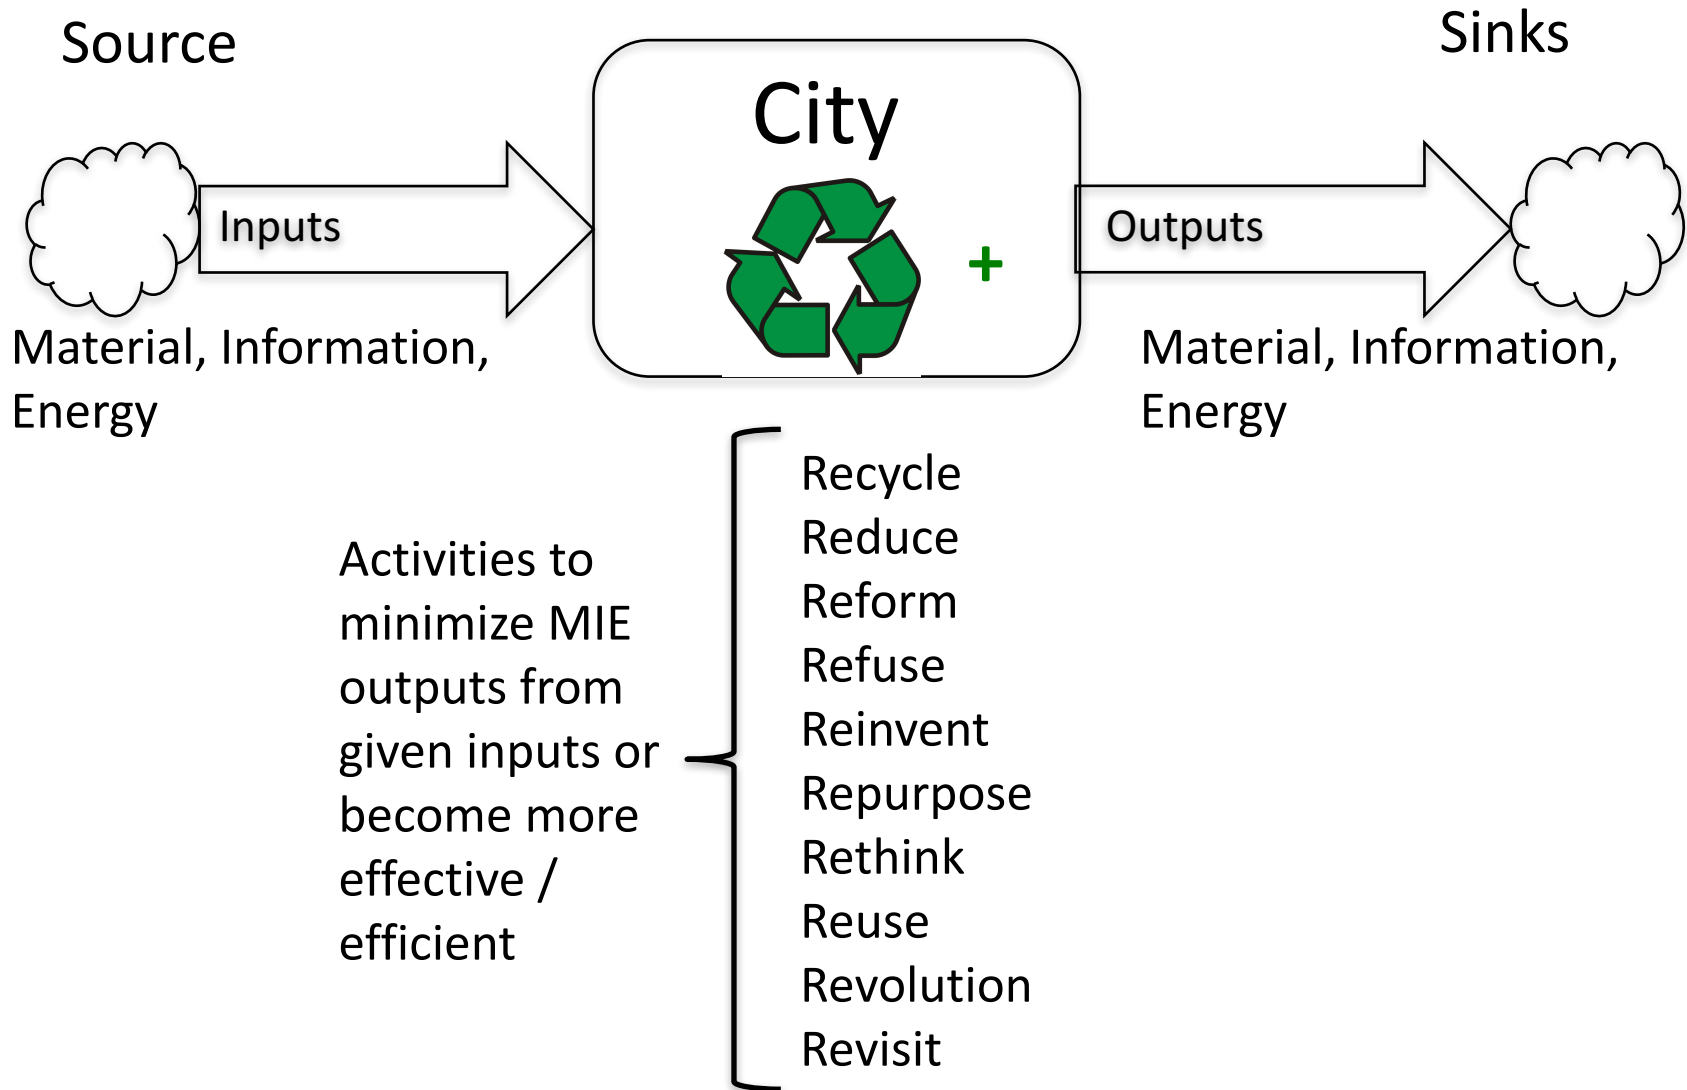 Source
Sinks
City
Inputs
+
Outputs
Material, Information,
Energy
Material, Information,
Energy
Activities to
minimize MIE
outputs from
given inputs or
become more
effective /
efficient
Recycle
Reduce
Reform
Refuse
Reinvent
Repurpose
Rethink
Reuse
Revolution
Revisit